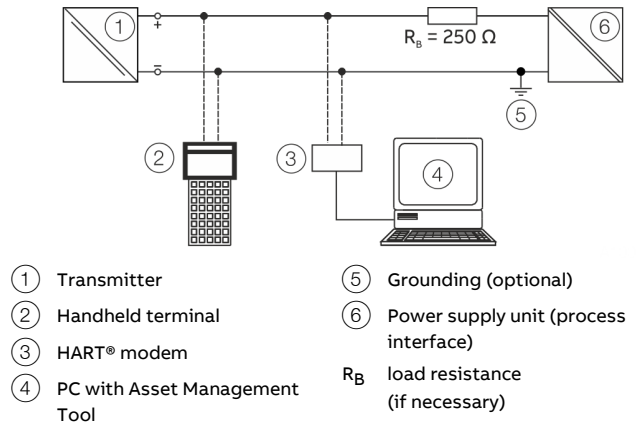 1
+
–
R_B = 250 Ω
6
5
2
3
4
1 Transmitter
2 Handheld terminal
3 HART® modem
4 PC with Asset Management
Tool
5 Grounding (optional)
6 Power supply unit (process
interface)
R_B load resistance
(if necessary)